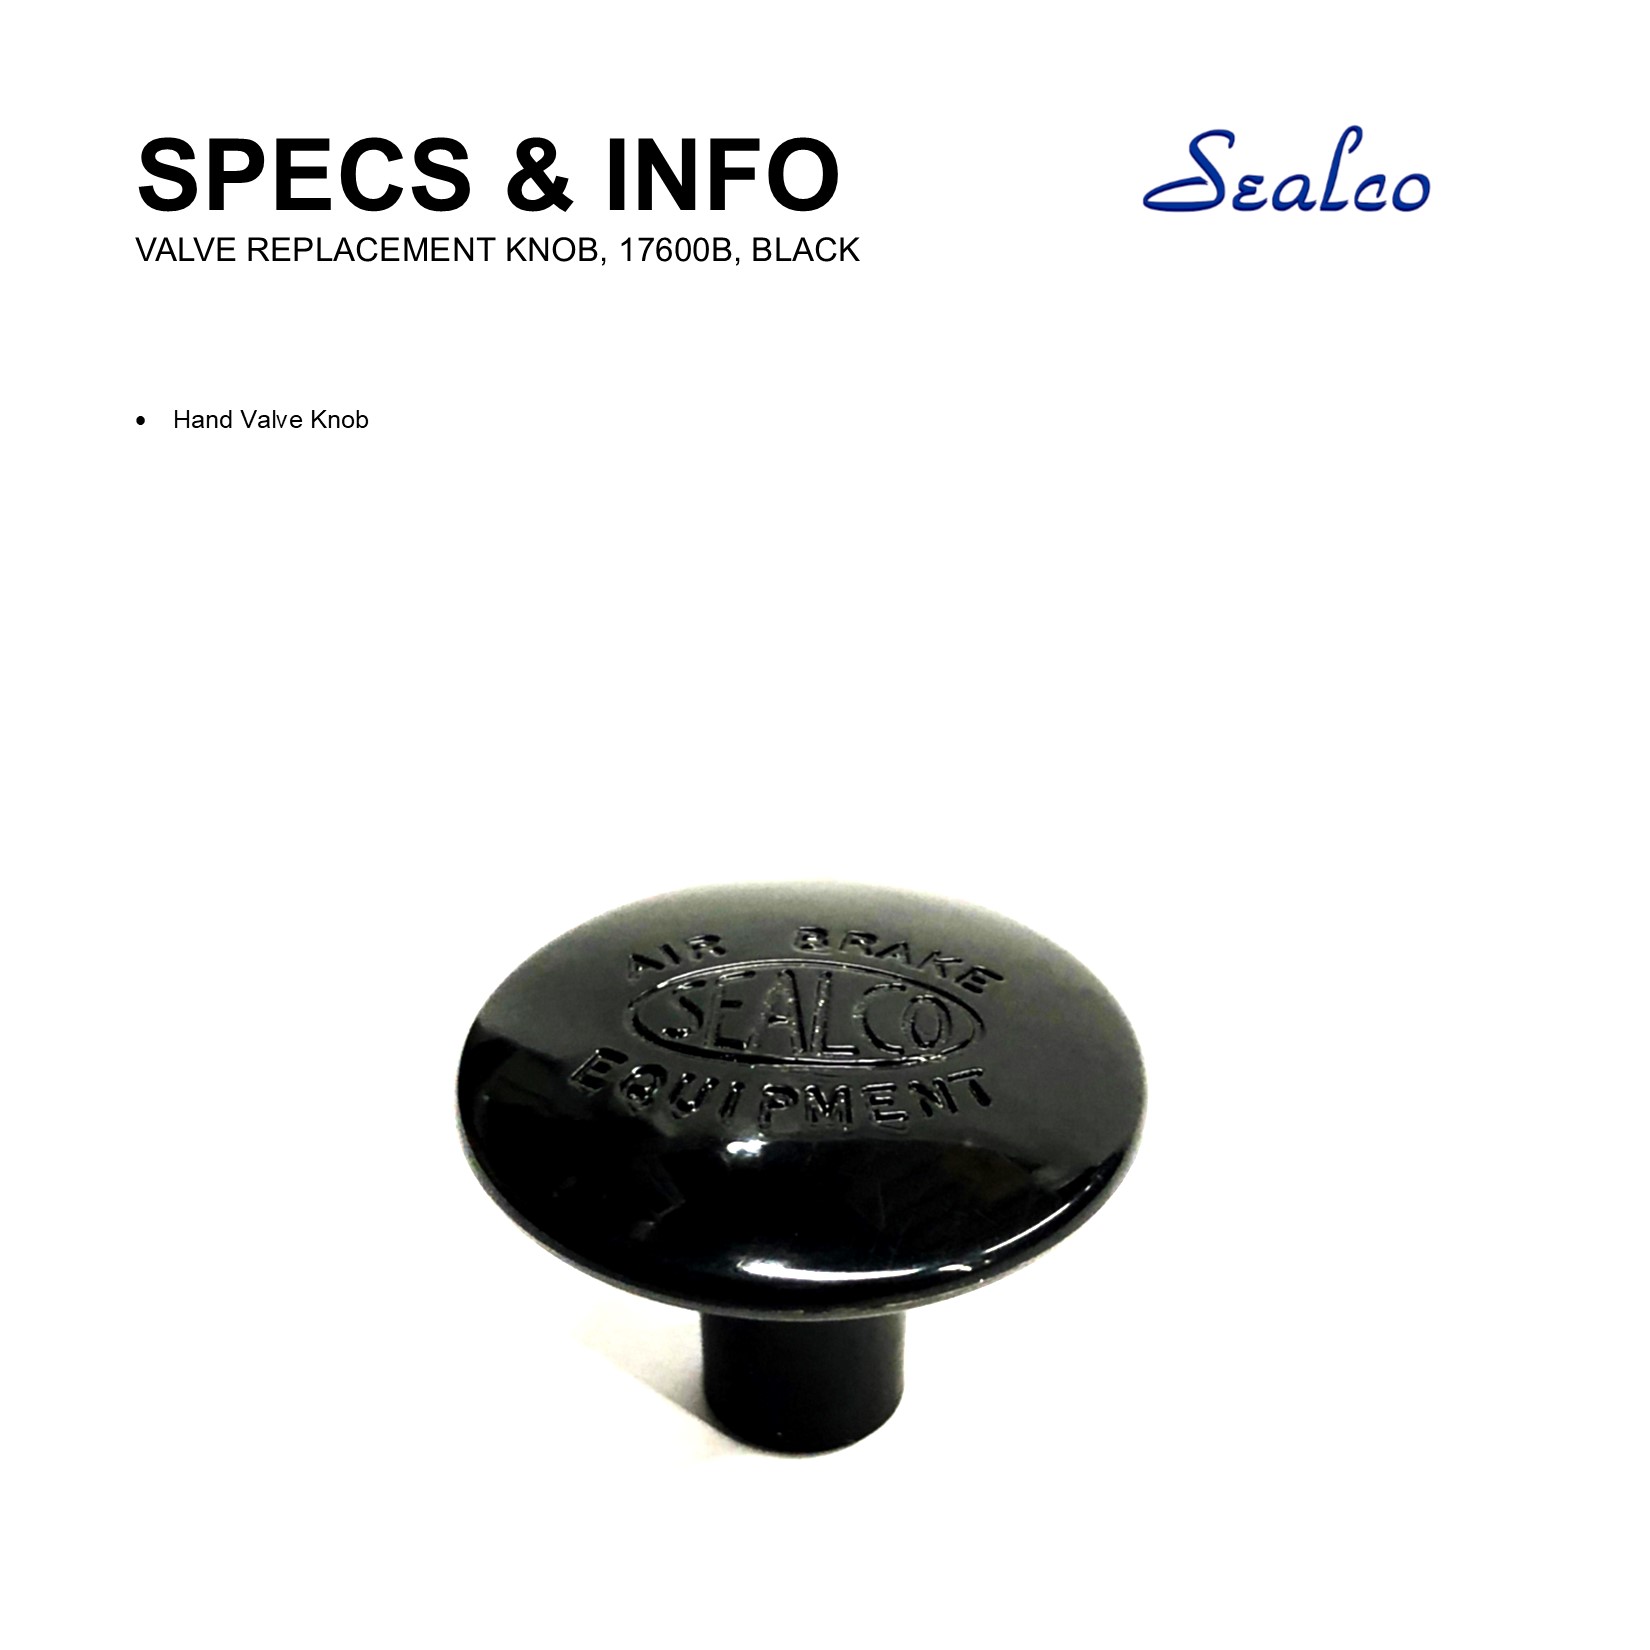 SPECS & INFO
Sealco
VALVE REPLACEMENT KNOB, 17600B, BLACK
• Hand Valve Knob
AIR BRAKE
SEALCO
EQUIPMENT